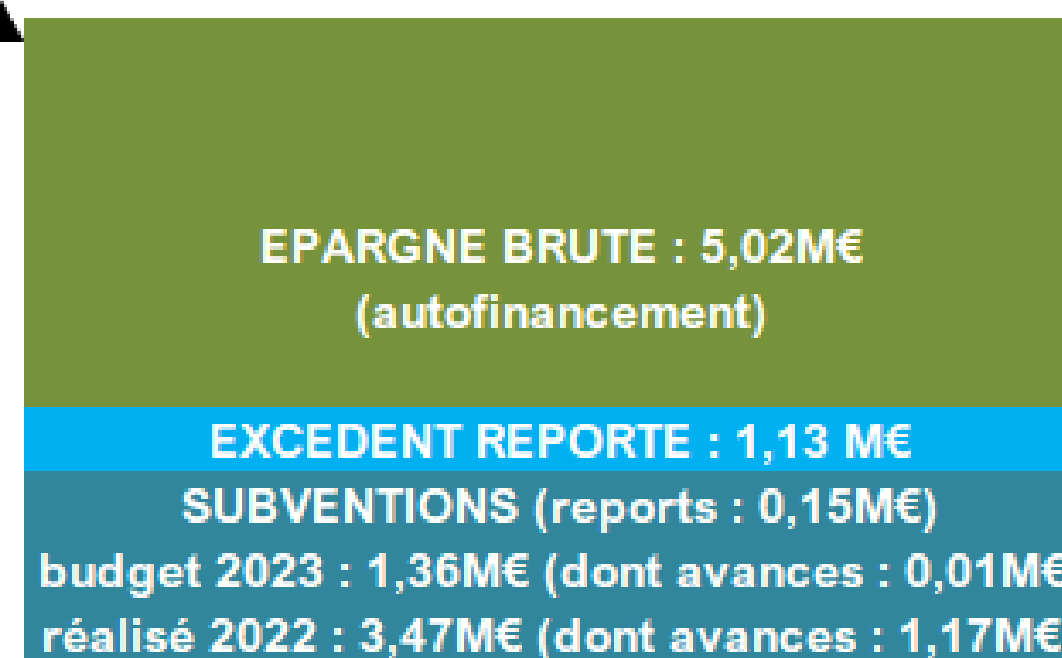 EPARGNE BRUTE : 5,02M€
(autofinancement)
EXCEDENT REPORTE : 1,13 M€
SUBVENTIONS (reports : 0,15M€)
budget 2023 : 1,36M€ (dont avances : 0,01M€
réalisé 2022 : 3,47M€ (dont avances : 1,17M€